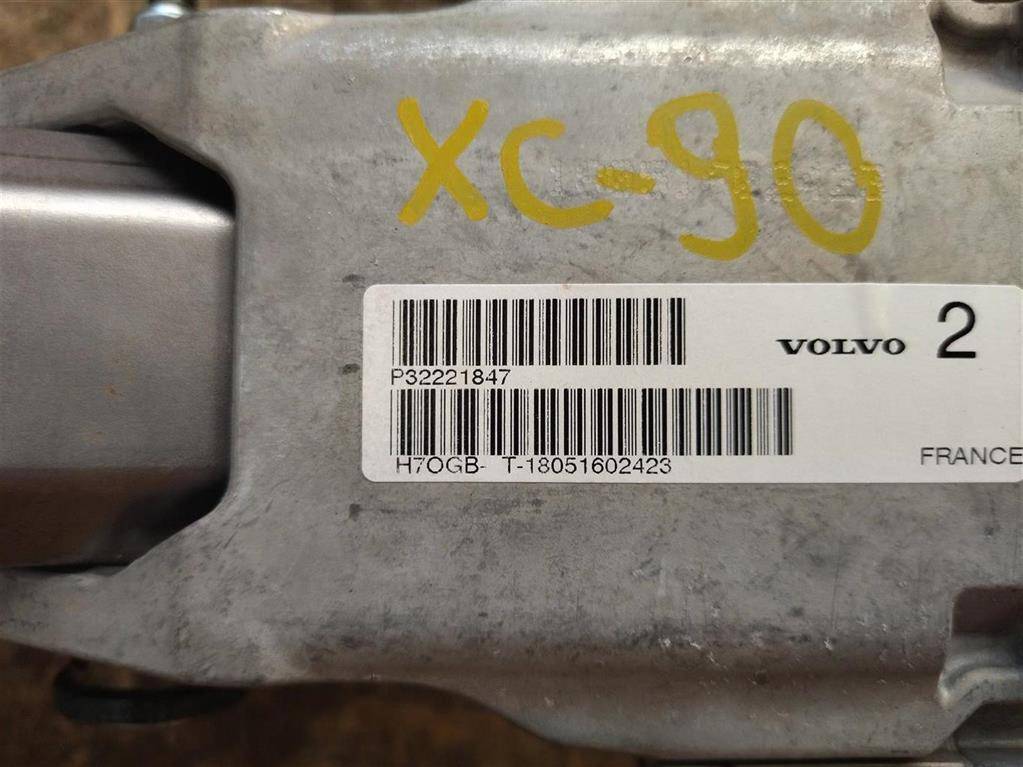 XC-90
VOLVO 2
P32221847
H7OGB- T-18051602423
FRANCE